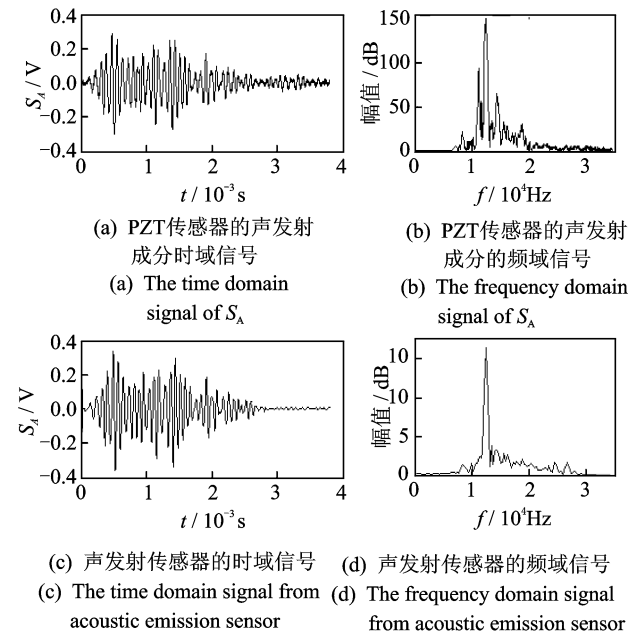 0.4
0.2
0.0
−0.2
−0.4
S_A / V
0 1 2 3 4
t / 10⁻³ s
150
100
50
0
幅值 / dB
0 1 2 3
f / 10⁴Hz
(a) PZT传感器的声发射
成分时域信号
(a) The time domain
signal of S_A
(b) PZT传感器的声发射
成分的频域信号
(b) The frequency domain
signal of S_A
0.4
0.2
0.0
−0.2
−0.4
S_A / V
0 1 2 3 4
t / 10⁻³ s
10
10
5
0
幅值 / dB
0 1 2 3
f / 10⁴Hz
(c) 声发射传感器的时域信号
(c) The time domain signal from
acoustic emission sensor
(d) 声发射传感器的频域信号
(d) The frequency domain signal
from acoustic emission sensor